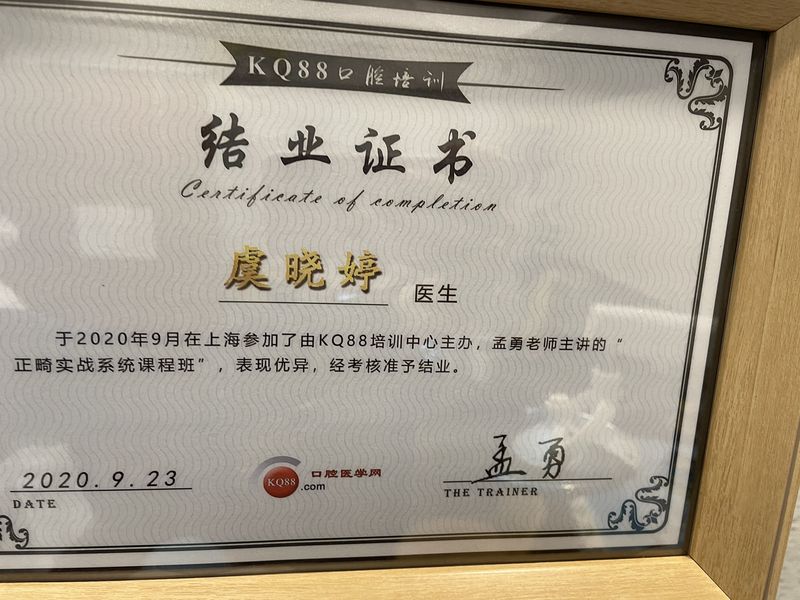 KQ88口腔培训
结业证书
Certificate of completion
虞晓婷 医生
于2020年9月在上海参加了由KQ88培训中心主办，孟勇老师主讲的“
正畸实战系统课程班”，表现优异，经考核准予结业。
2020.9.23
DATE
KQ88.com 口腔医学网
孟勇
THE TRAINER